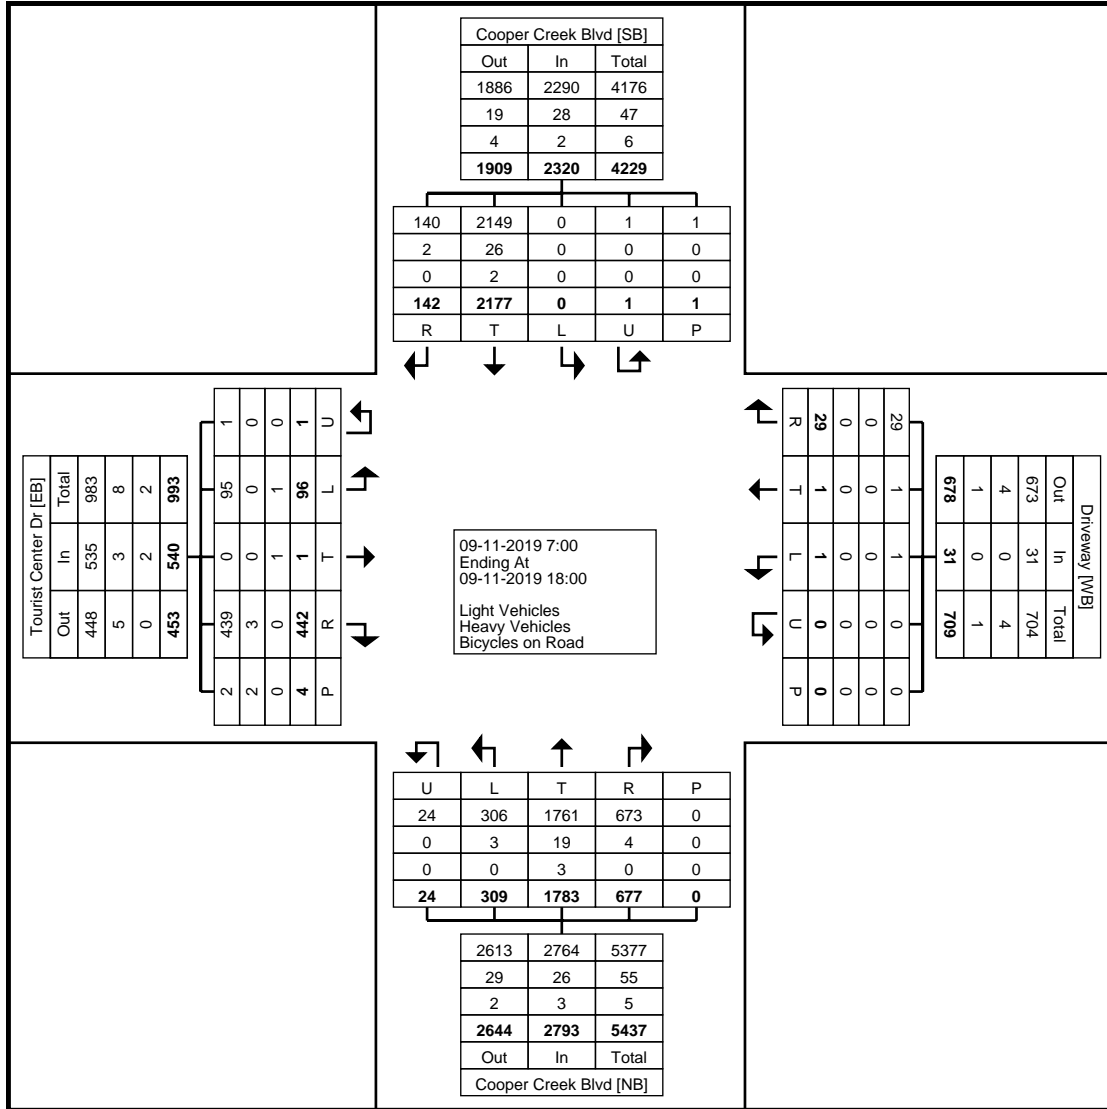 Cooper Creek Blvd [SB]
Out In Total
1886 2290 4176
19 28 47
4 2 6
1909 2320 4229
140 2149 0 1 1
2 26 0 0 0
0 2 0 0 0
142 2177 0 1 1
R T L U P
Tourist Center Dr [EB]
Total 983 8 2 993
In 535 3 2 540
Out 448 5 0 453
1 0 0 1 U
95 0 1 96 L
0 0 1 1 T
439 3 0 442 R
2 2 0 4 P
09-11-2019 7:00
Ending At
09-11-2019 18:00
Light Vehicles
Heavy Vehicles
Bicycles on Road
R 29 0 0 29
T 1 0 0 1
L 1 0 0 1
U 0 0 0 0
P 0 0 0 0
Driveway [WB]
Out 673 4 1 678
In 31 0 0 31
Total 704 4 1 709
U L T R P
24 306 1761 673 0
0 3 19 4 0
0 0 3 0 0
24 309 1783 677 0
2613 2764 5377
29 26 55
2 3 5
2644 2793 5437
Out In Total
Cooper Creek Blvd [NB]